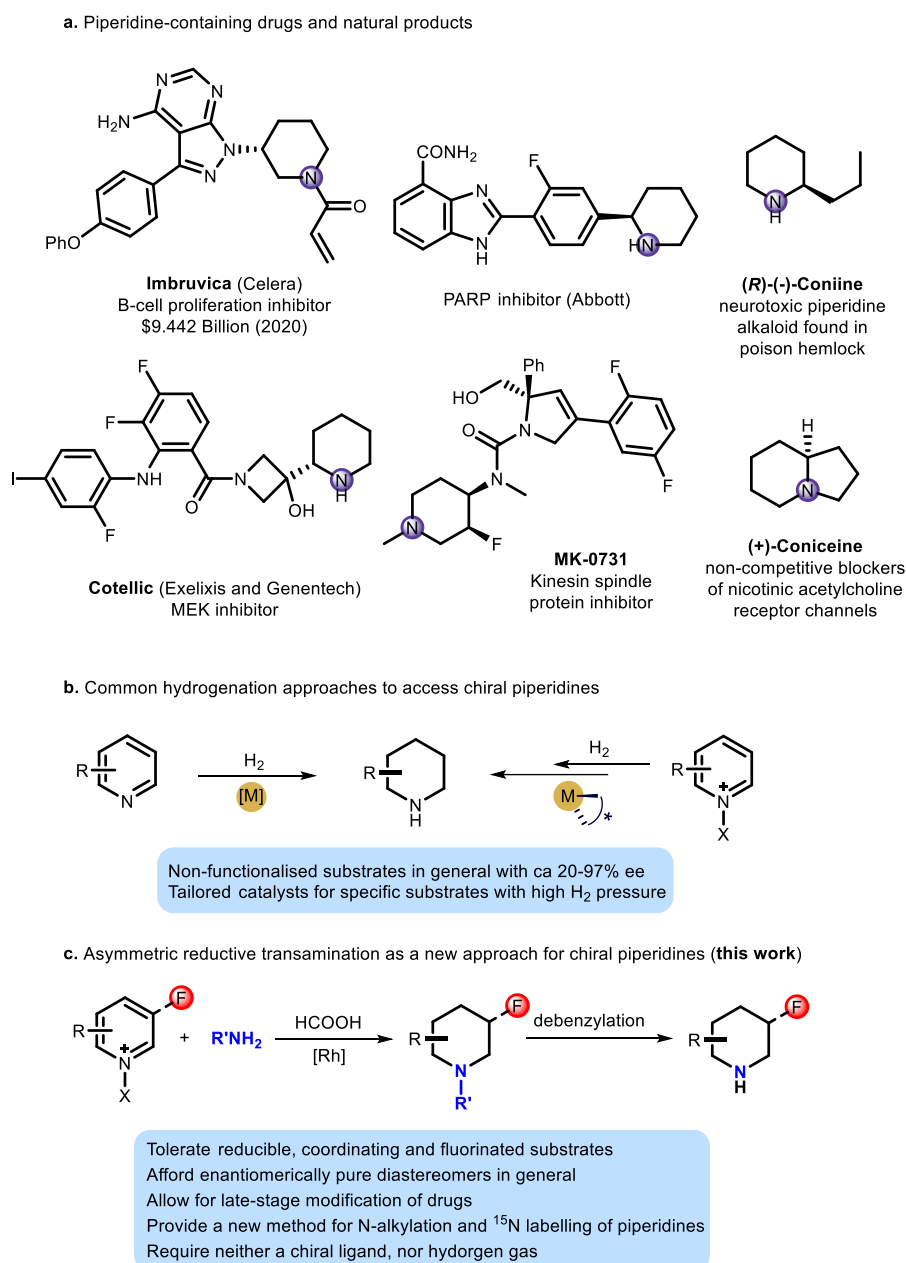 a. Piperidine-containing drugs and natural products
N
N
H2N
N
N
N
N
O
PhO
Imbruvica (Celera)
B-cell proliferation inhibitor
$9.442 Billion (2020)
CONH2
F
N
N
H
HN
PARP inhibitor (Abbott)
N
H
(R)-(-)-Coniine
neurotoxic piperidine
alkaloid found in
poison hemlock
F
F
I
NH
F
O
N
OH
N
H
Cotellic (Exelixis and Genentech)
MEK inhibitor
Ph
HO
F
O
N
N
F
N
F
MK-0731
Kinesin spindle
protein inhibitor
H
N
(+)-Coniceine
non-competitive blockers
of nicotinic acetylcholine
receptor channels
b. Common hydrogenation approaches to access chiral piperidines
R
N
H2
[M]
R
N
H
H2
M
*
R
+
N
X
Non-functionalised substrates in general with ca 20-97% ee
Tailored catalysts for specific substrates with high H2 pressure
c. Asymmetric reductive transamination as a new approach for chiral piperidines (this work)
R
F
+
N
X
+
R'NH2
HCOOH
[Rh]
R
F
N
R'
debenzylation
R
F
N
H
Tolerate reducible, coordinating and fluorinated substrates
Afford enantiomerically pure diastereomers in general
Allow for late-stage modification of drugs
Provide a new method for N-alkylation and 15N labelling of piperidines
Require neither a chiral ligand, nor hydorgen gas